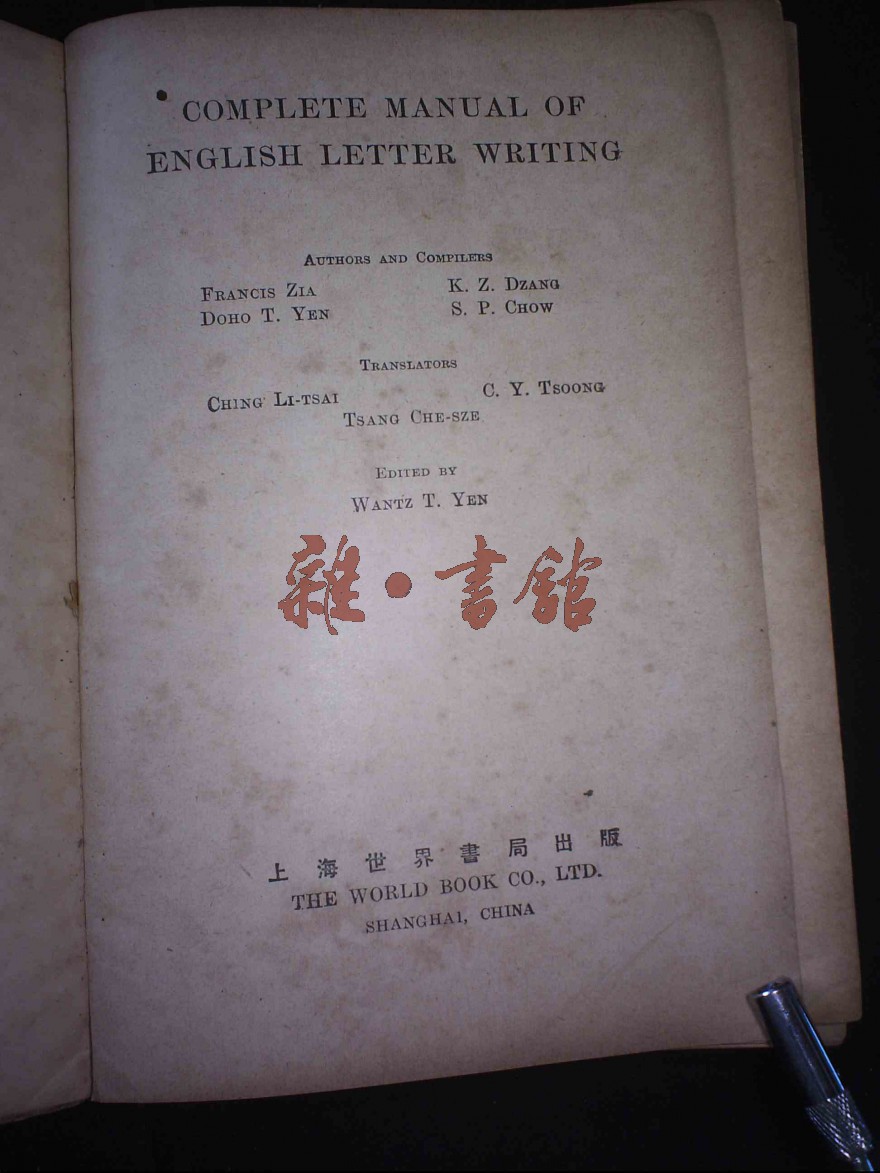 COMPLETE MANUAL OF
ENGLISH LETTER WRITING
AUTHORS AND COMPILERS
FRANCIS ZIA K. Z. DZANG
DOHO T. YEN S. P. CHOW
TRANSLATORS
CHING LI-TSAI C. Y. TSOONG
TSANG CHE-SZE
EDITED BY
WANTZ T. YEN
雜·書館
上海世界書局出版
THE WORLD BOOK CO., LTD.
SHANGHAI, CHINA